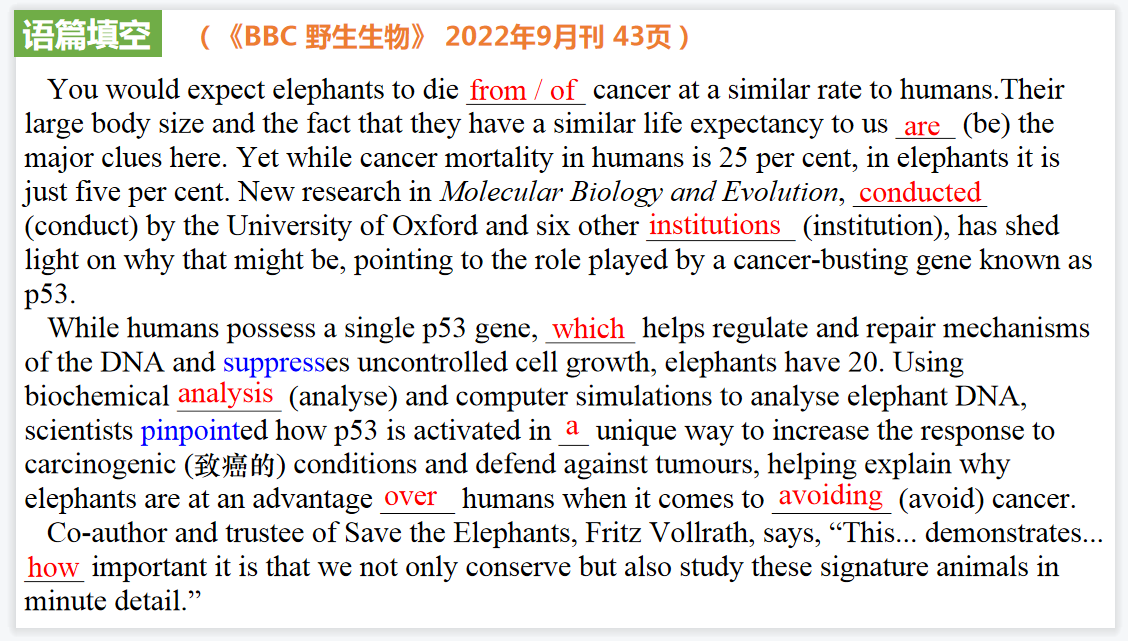 语篇填空 （《BBC 野生生物》 2022年9月刊 43页）
You would expect elephants to die from / of cancer at a similar rate to humans.Their
large body size and the fact that they have a similar life expectancy to us are (be) the
major clues here. Yet while cancer mortality in humans is 25 per cent, in elephants it is
just five per cent. New research in Molecular Biology and Evolution, conducted
(conduct) by the University of Oxford and six other institutions (institution), has shed
light on why that might be, pointing to the role played by a cancer-busting gene known as
p53.
While humans possess a single p53 gene, which helps regulate and repair mechanisms
of the DNA and suppresses uncontrolled cell growth, elephants have 20. Using
biochemical analysis (analyse) and computer simulations to analyse elephant DNA,
scientists pinpointed how p53 is activated in a unique way to increase the response to
carcinogenic (致癌的) conditions and defend against tumours, helping explain why
elephants are at an advantage over humans when it comes to avoiding (avoid) cancer.
Co-author and trustee of Save the Elephants, Fritz Vollrath, says, “This... demonstrates...
how important it is that we not only conserve but also study these signature animals in
minute detail.”